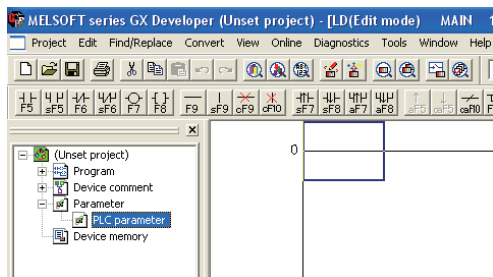 MELSOFT series GX Developer (Unset project) - [LD(Edit mode) MAIN
Project Edit Find/Replace Convert View Online Diagnostics Tools Window Help
F5 sF5 F6 sF6 F7 F8 F9 sF9 cF9 cF10 sF7 sF8 aF7 aF8 aF5 caF5 caF10
(Unset project)
Program
Device comment
Parameter
PLC parameter
Device memory
0